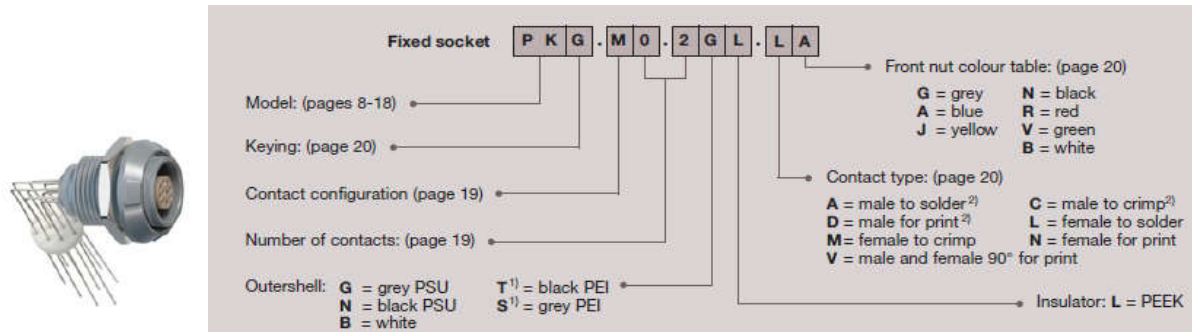 Fixed socket P K G . M 0 . 2 G L . L A
Front nut colour table: (page 20)
G = grey N = black
A = blue R = red
J = yellow V = green
B = white
Model: (pages 8-18)
Keying: (page 20)
Contact configuration (page 19)
Number of contacts: (page 19)
Contact type: (page 20)
A = male to solder 2) C = male to crimp 2)
D = male for print 2) L = female to solder
M= female to crimp N = female for print
V = male and female 90° for print
Outershell: G = grey PSU T 1) = black PEI
N = black PSU S 1) = grey PEI
B = white
Insulator: L = PEEK